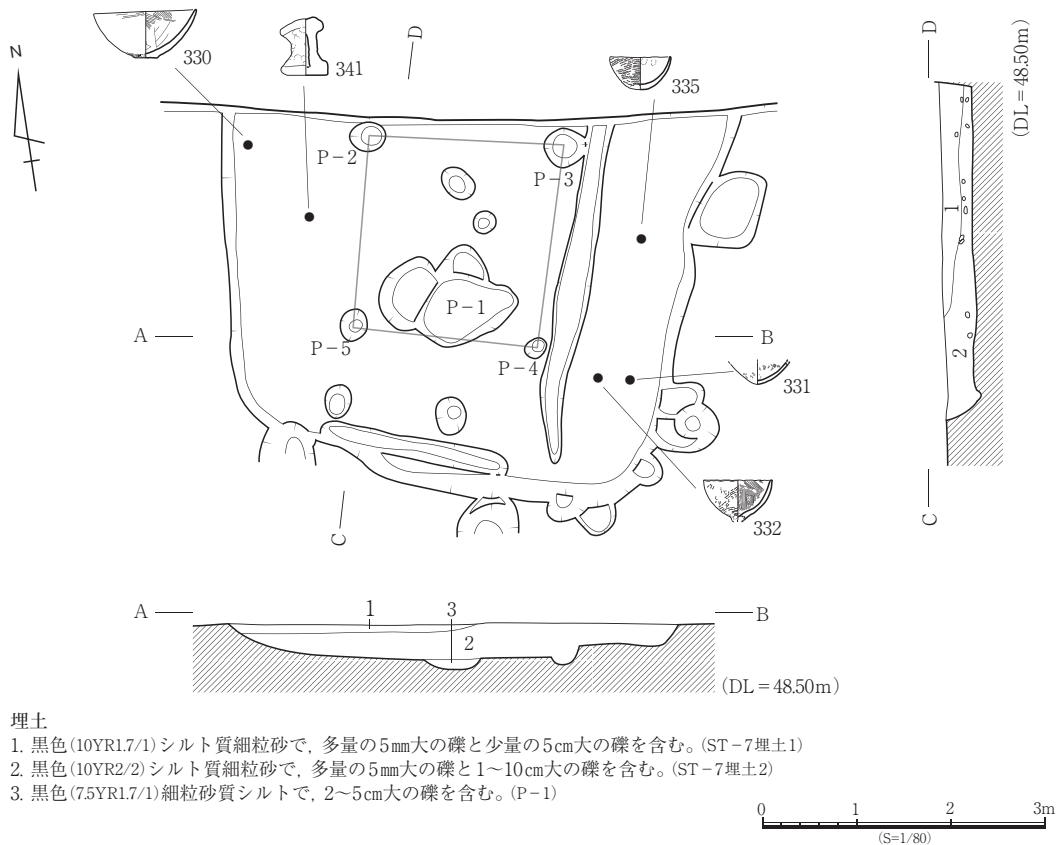 330
341
D
335
N
P-2
P-3
P-1
A
B
P-5
P-4
331
332
C
D
(DL=48.50m)
1
2
C
A
1
3
2
B
(DL=48.50m)
埋土
1. 黒色(10YR1.7/1)シルト質細粒砂で, 多量の5㎜大の礫と少量の5㎝大の礫を含む。(ST-7埋土1)
2. 黒色(10YR2/2)シルト質細粒砂で, 多量の5㎜大の礫と1～10㎝大の礫を含む。(ST-7埋土2)
3. 黒色(7.5YR1.7/1)細粒砂質シルトで, 2～5㎝大の礫を含む。(P-1)
0 1 2 3m
(S=1/80)